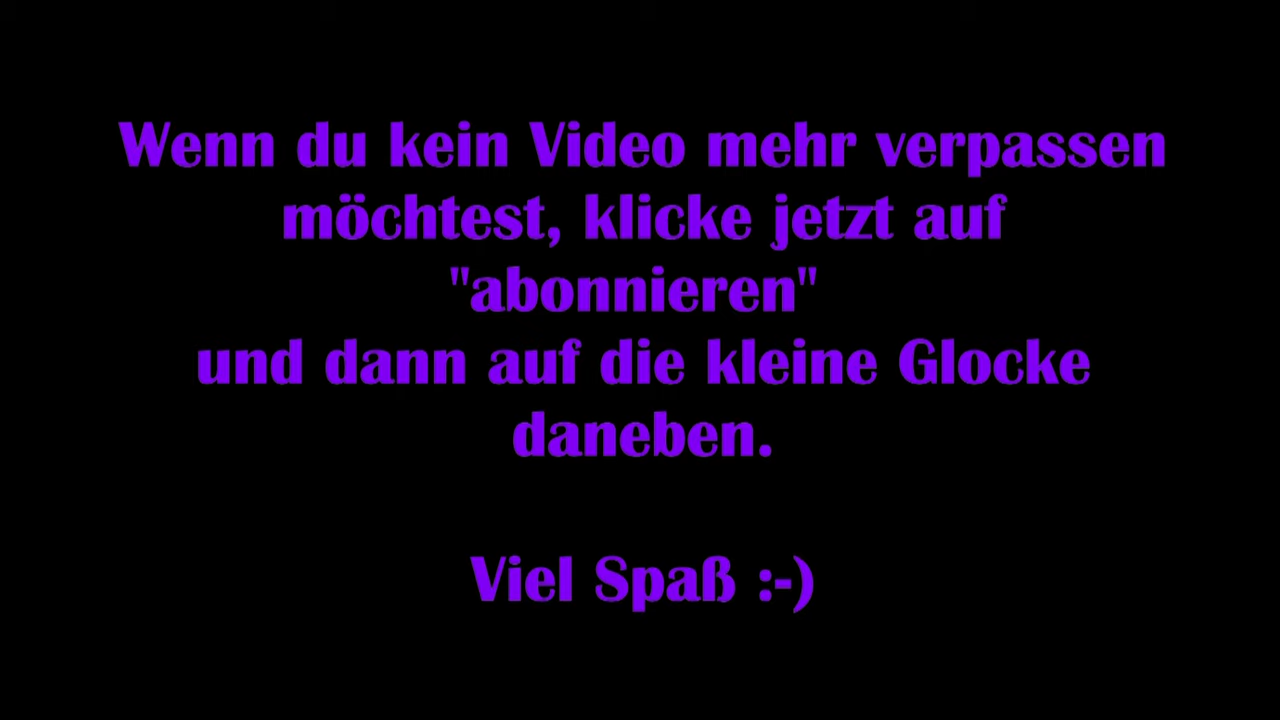 Wenn du kein Video mehr verpassen
möchtest, klicke jetzt auf
"abonnieren"
und dann auf die kleine Glocke
daneben.
Viel Spaß :-)